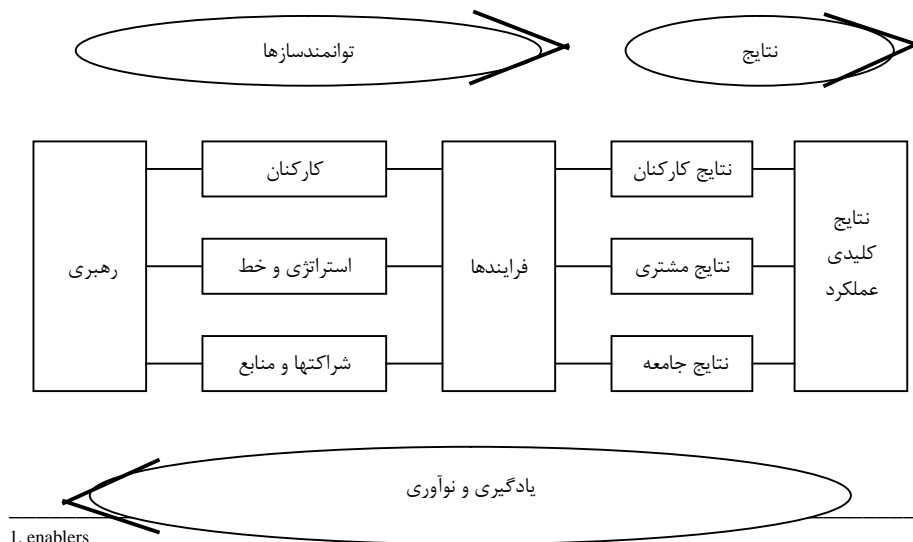 توانمندسازها
نتایج
رهبری
کارکنان
استراتژی و خط
شراکتها و منابع
فرایندها
نتایج کارکنان
نتایج مشتری
نتایج جامعه
نتایج
کلیدی
عملکرد
یادگیری و نوآوری
1. enablers